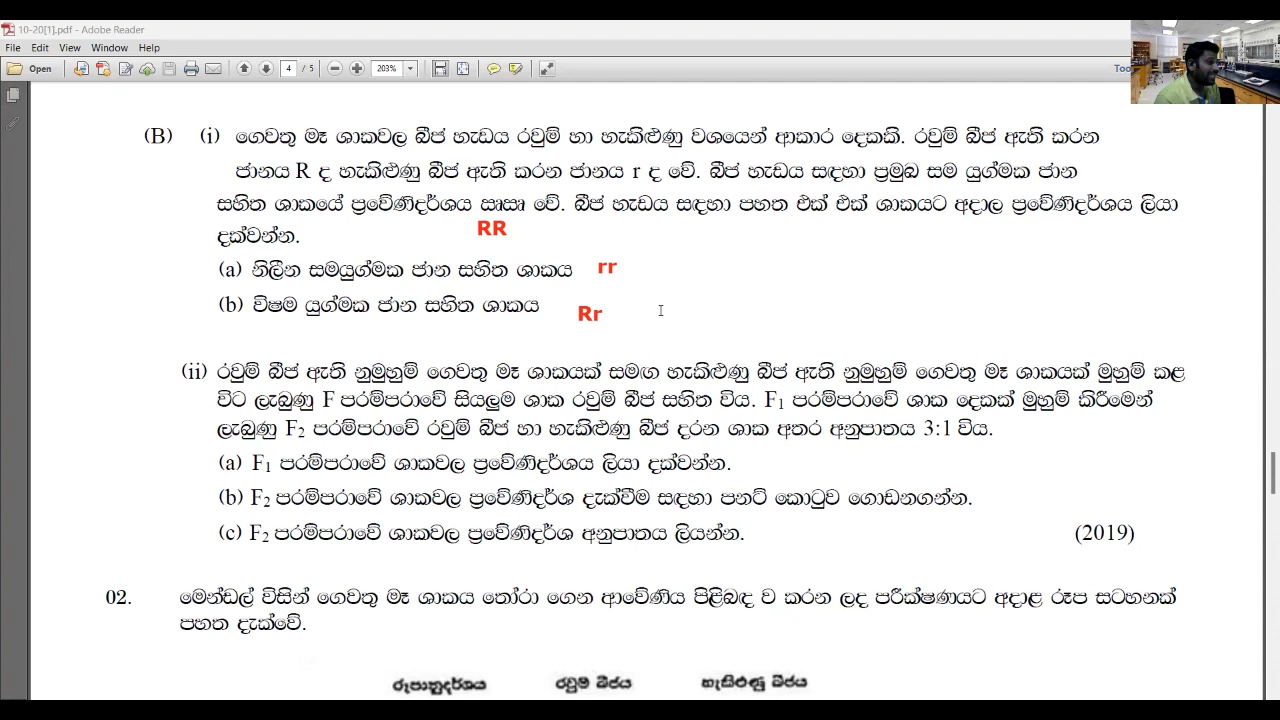 10-20[1].pdf - Adobe Reader
File Edit View Window Help
Open 4 / 5 203% Too
(B) (i) ගෙවතු මෑ ශාකවල බීජ හැඩය රවුම් හා හැකිළුණු වශයෙන් ආකාර දෙකකි. රවුම් බීජ ඇති කරන
ජානය R ද හැකිළුණු බීජ ඇති කරන ජානය r ද වේ. බීජ හැඩය සඳහා ප්‍රමුඛ සම යුග්මක ජාන
සහිත ශාකයේ ප්‍රවේණිදර්ශය සෘසෘ වේ. බීජ හැඩය සඳහා පහත එක් එක් ශාකයට අදාල ප්‍රවේණිදර්ශය ලියා
RR
දක්වන්න.
(a) නිලීන සමයුග්මක ජාන සහිත ශාකය rr
(b) විෂම යුග්මක ජාන සහිත ශාකය Rr
(ii) රවුම් බීජ ඇති නුමුහුම් ගෙවතු මෑ ශාකයක් සමඟ හැකිළුණු බීජ ඇති නුමුහුම් ගෙවතු මෑ ශාකයක් මුහුම් කළ
විට ලැබුණු F පරම්පරාවේ සියලුම ශාක රවුම් බීජ සහිත විය. F₁ පරම්පරාවේ ශාක දෙකක් මුහුම් කිරීමෙන්
ලැබුණු F₂ පරම්පරාවේ රවුම් බීජ හා හැකිළුණු බීජ දරන ශාක අතර අනුපාතය 3:1 විය.
(a) F₁ පරම්පරාවේ ශාකවල ප්‍රවේණිදර්ශය ලියා දක්වන්න.
(b) F₂ පරම්පරාවේ ශාකවල ප්‍රවේණිදර්ශ දැක්වීම සඳහා පනට් කොටුව ගොඩනගන්න.
(c) F₂ පරම්පරාවේ ශාකවල ප්‍රවේණිදර්ශ අනුපාතය ලියන්න. (2019)
02. මෙන්ඩල් විසින් ගෙවතු මෑ ශාකය තෝරා ගෙන ආවේණිය පිළිබඳ ව කරන ලද පරීක්ෂණයට අදාළ රූප සටහනක්
පහත දැක්වේ.
රූපානුදර්ශය රවුම් බීජය හැකිළුණු බීජය